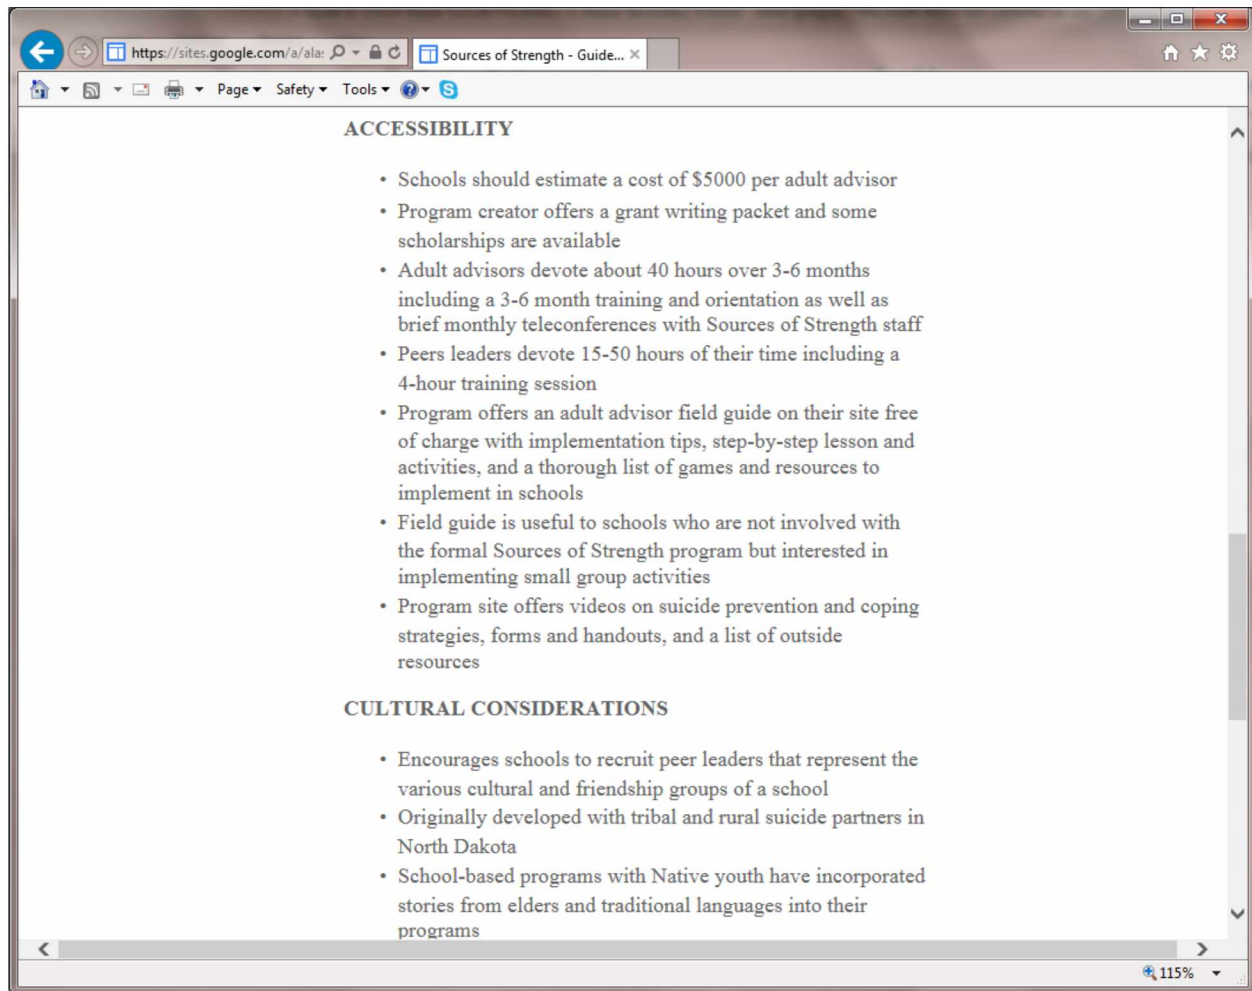 https://sites.google.com/a/ala:
Sources of Strength - Guide...
Page
Safety
Tools
ACCESSIBILITY
• Schools should estimate a cost of $5000 per adult advisor
• Program creator offers a grant writing packet and some
scholarships are available
• Adult advisors devote about 40 hours over 3-6 months
including a 3-6 month training and orientation as well as
brief monthly teleconferences with Sources of Strength staff
• Peers leaders devote 15-50 hours of their time including a
4-hour training session
• Program offers an adult advisor field guide on their site free
of charge with implementation tips, step-by-step lesson and
activities, and a thorough list of games and resources to
implement in schools
• Field guide is useful to schools who are not involved with
the formal Sources of Strength program but interested in
implementing small group activities
• Program site offers videos on suicide prevention and coping
strategies, forms and handouts, and a list of outside
resources
CULTURAL CONSIDERATIONS
• Encourages schools to recruit peer leaders that represent the
various cultural and friendship groups of a school
• Originally developed with tribal and rural suicide partners in
North Dakota
• School-based programs with Native youth have incorporated
stories from elders and traditional languages into their
programs
115%